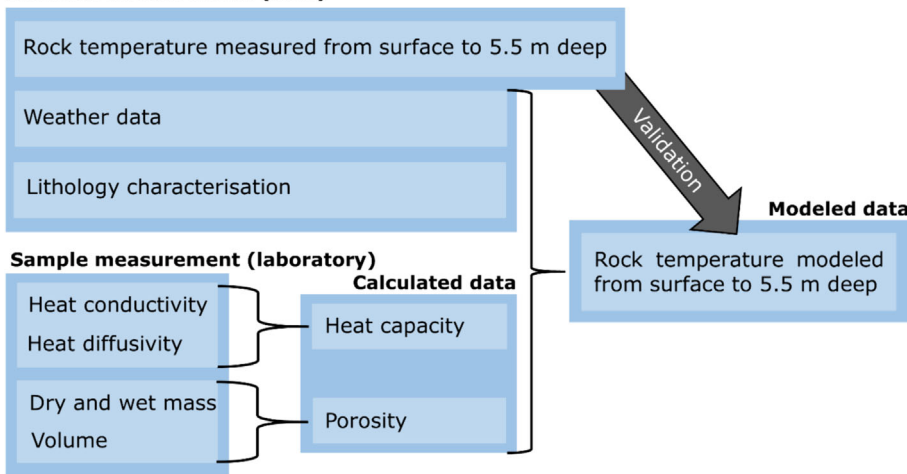 Rock temperature measured from surface to 5.5 m deep
Weather data
Lithology characterisation
Validation
Modeled data
Rock temperature modeled
from surface to 5.5 m deep
Sample measurement (laboratory)
Heat conductivity
Heat diffusivity
Dry and wet mass
Volume
Calculated data
Heat capacity
Porosity